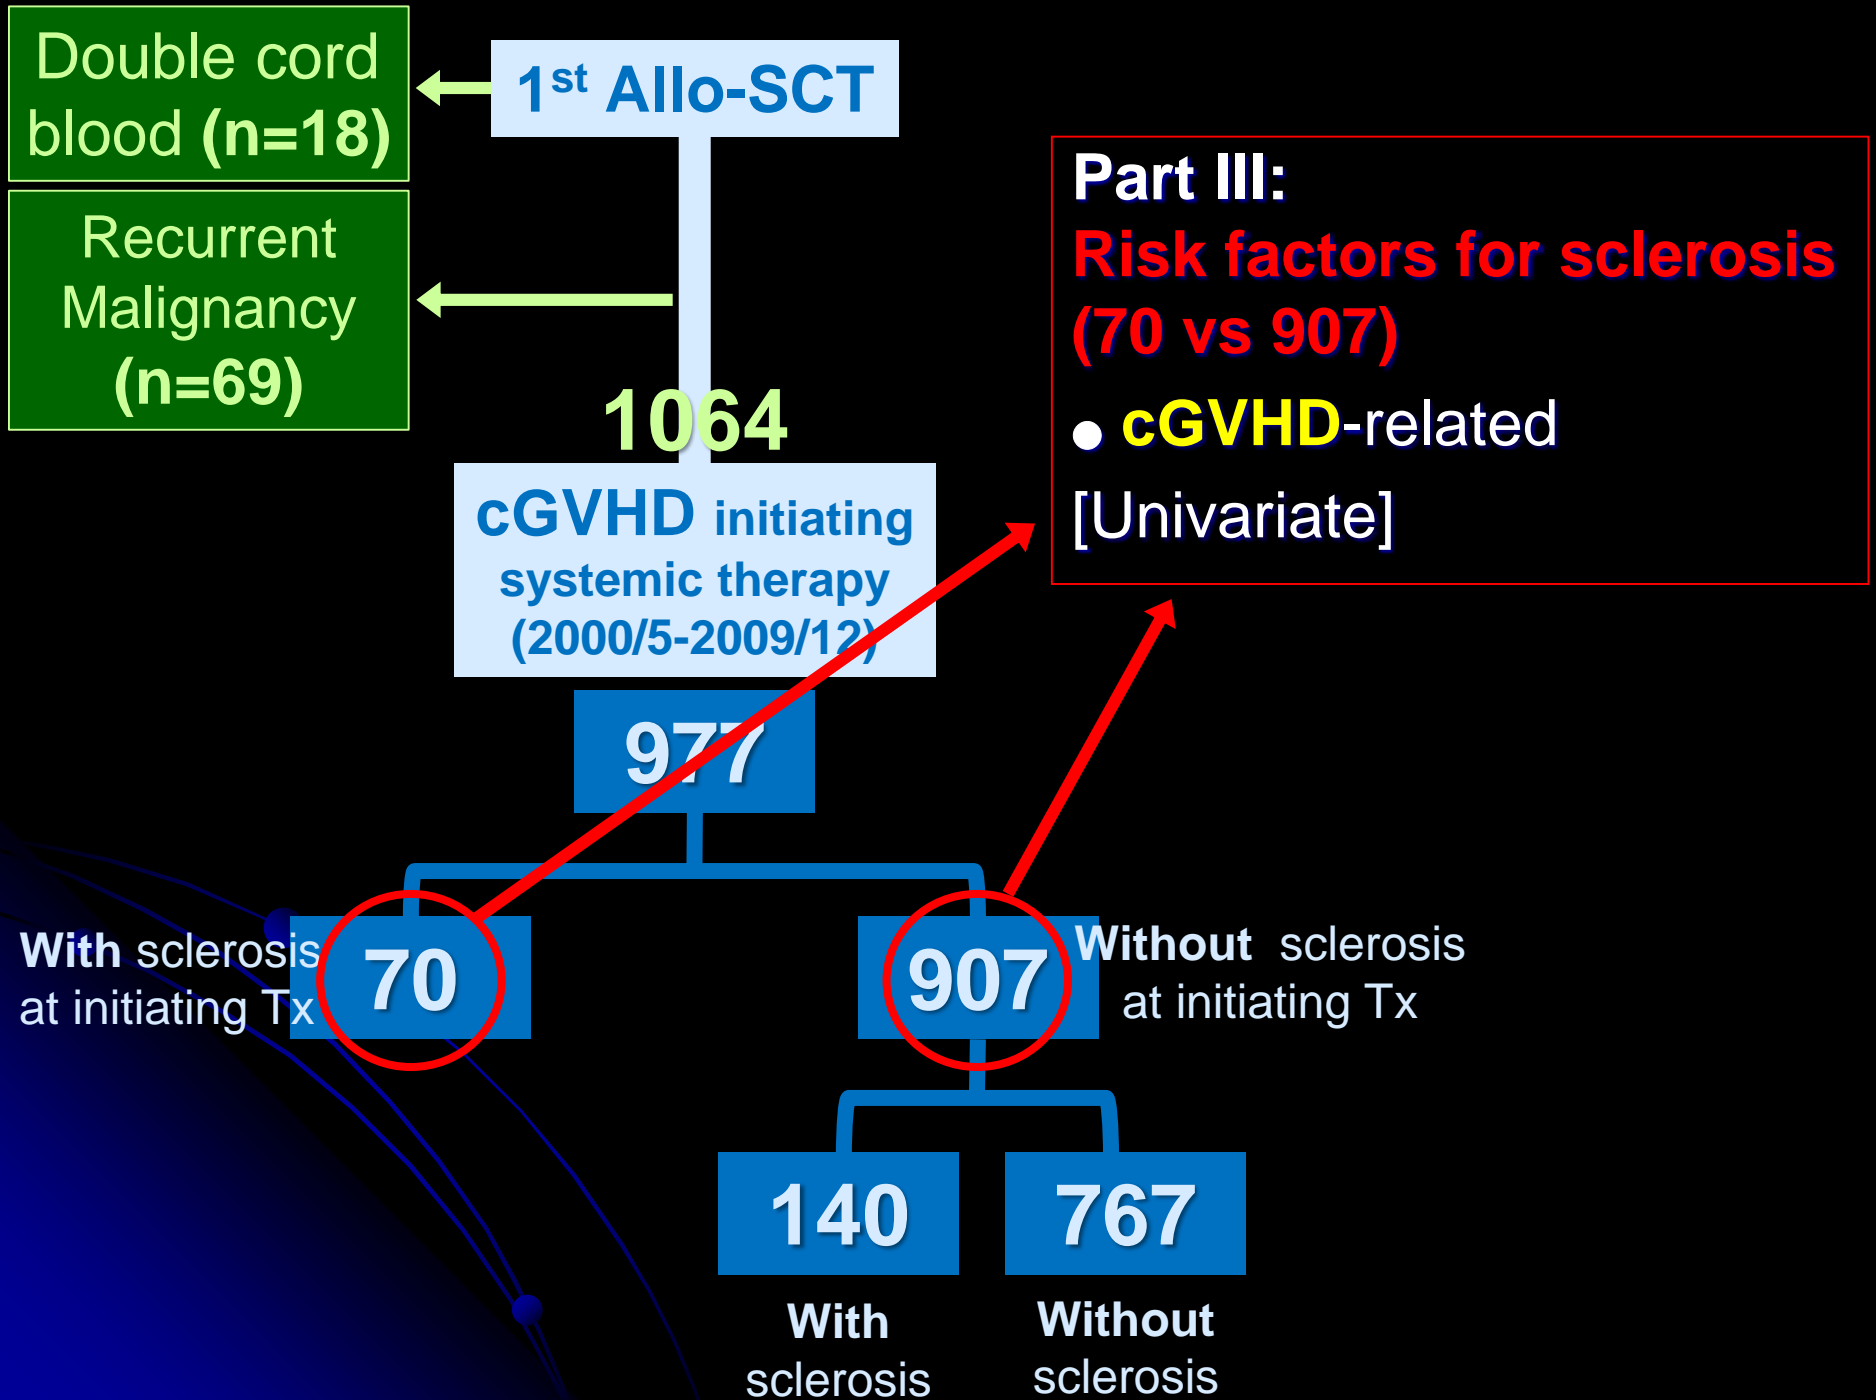 Double cord
blood (n=18)
1st Allo-SCT
Recurrent
Malignancy
(n=69)
Part III:
Risk factors for sclerosis
(70 vs 907)
● cGVHD-related
[Univariate]
1064
cGVHD initiating
systemic therapy
(2000/5-2009/12)
977
With sclerosis
at initiating Tx
70
907
Without sclerosis
at initiating Tx
140
767
With
sclerosis
Without
sclerosis